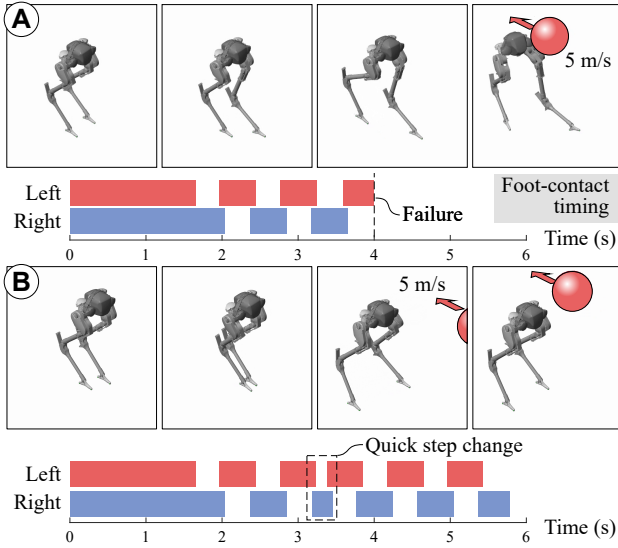 A
5 m/s
Left
Right
Failure
Foot-contact
timing
0 1 2 3 4 5 6
Time (s)
B
5 m/s
Quick step change
Left
Right
0 1 2 3 4 5 6
Time (s)